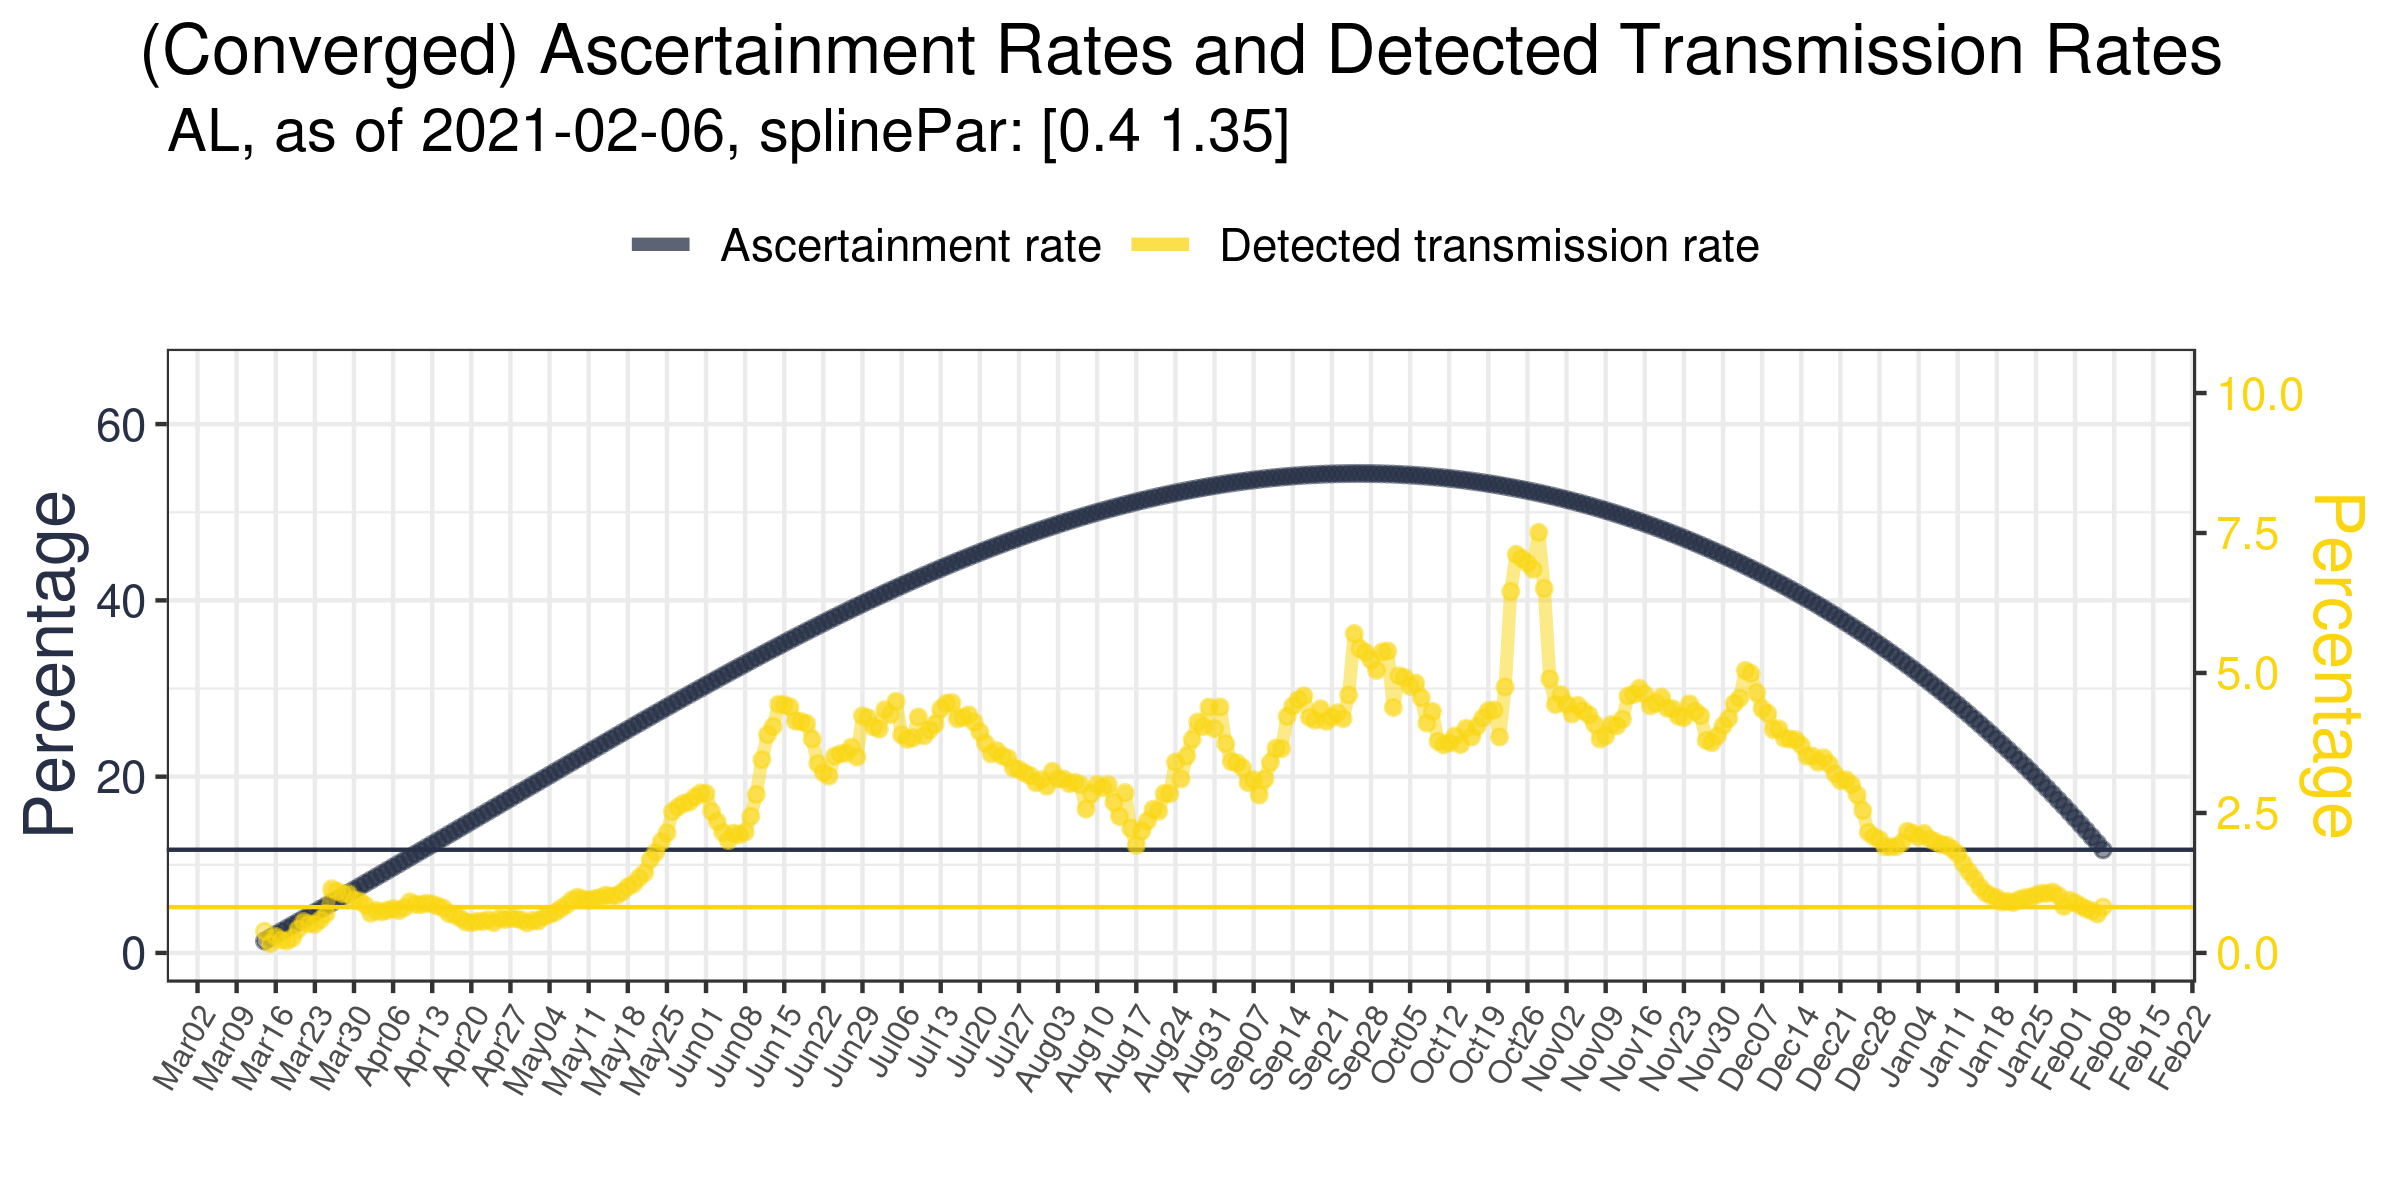 (Converged) Ascertainment Rates and Detected Transmission Rates
AL, as of 2021-02-06, splinePar: [0.4 1.35]
Ascertainment rate
Detected transmission rate
Percentage
60
40
20
0
10.0
7.5
5.0
2.5
0.0
Percentage
Mar02
Mar09
Mar16
Mar23
Mar30
Apr06
Apr13
Apr20
Apr27
May04
May11
May18
May25
Jun01
Jun08
Jun15
Jun22
Jun29
Jul06
Jul13
Jul20
Jul27
Aug03
Aug10
Aug17
Aug24
Aug31
Sep07
Sep14
Sep21
Sep28
Oct05
Oct12
Oct19
Oct26
Nov02
Nov09
Nov16
Nov23
Nov30
Dec07
Dec14
Dec21
Dec28
Jan04
Jan11
Jan18
Jan25
Feb01
Feb08
Feb15
Feb22